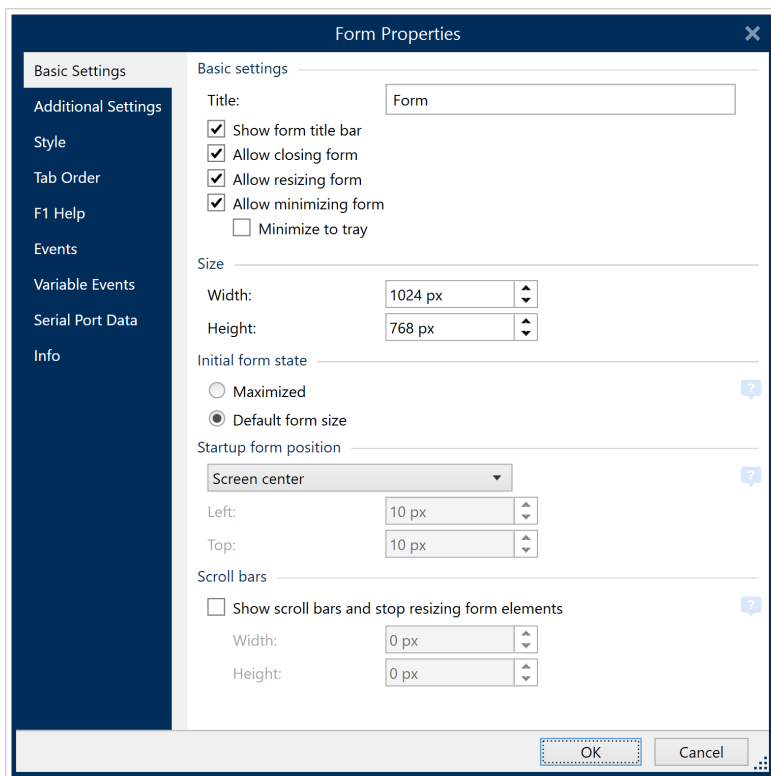 Form Properties
Basic Settings
Additional Settings
Style
Tab Order
F1 Help
Events
Variable Events
Serial Port Data
Info
Basic settings
Title: Form
Show form title bar
Allow closing form
Allow resizing form
Allow minimizing form
Minimize to tray
Size
Width: 1024 px
Height: 768 px
Initial form state
Maximized
?
Default form size
Startup form position
Screen center
?
Left: 10 px
Top: 10 px
Scroll bars
Show scroll bars and stop resizing form elements
?
Width: 0 px
Height: 0 px
OK Cancel